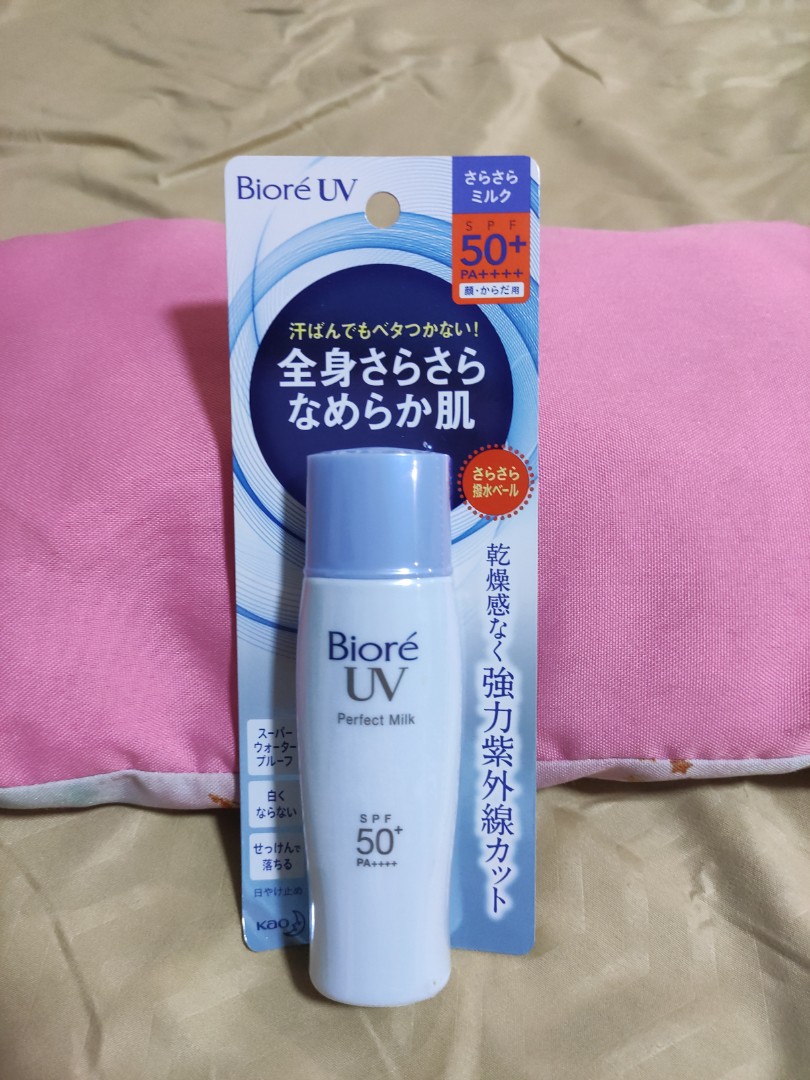 Bioré UV
さらさら
ミルク
SPF
50+
PA++++
顔・からだ用
汗ばんでもベタつかない!
全身さらさら
なめらか肌
さらさら
撥水ベール
乾燥感なく強力紫外線カット
Bioré
UV
Perfect Milk
SPF
50+
PA++++
スーパー
ウォーター
プルーフ
白く
ならない
せっけんで
落ちる
日やけ止め
Kao